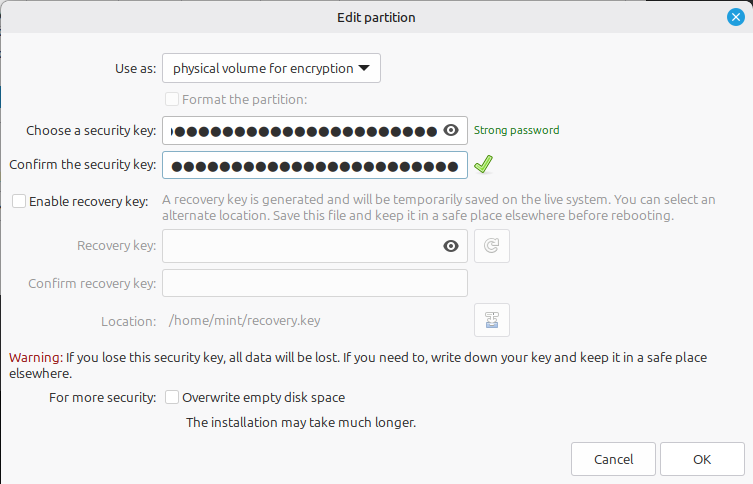 Edit partition
Use as: physical volume for encryption
Format the partition:
Choose a security key: ●●●●●●●●●●●●●●●●●●●●●● Strong password
Confirm the security key: ●●●●●●●●●●●●●●●●●●●●●●●●
Enable recovery key: A recovery key is generated and will be temporarily saved on the live system. You can select an
alternate location. Save this file and keep it in a safe place elsewhere before rebooting.
Recovery key:
Confirm recovery key:
Location: /home/mint/recovery.key
Warning: If you lose this security key, all data will be lost. If you need to, write down your key and keep it in a safe place
elsewhere.
For more security: Overwrite empty disk space
The installation may take much longer.
Cancel OK